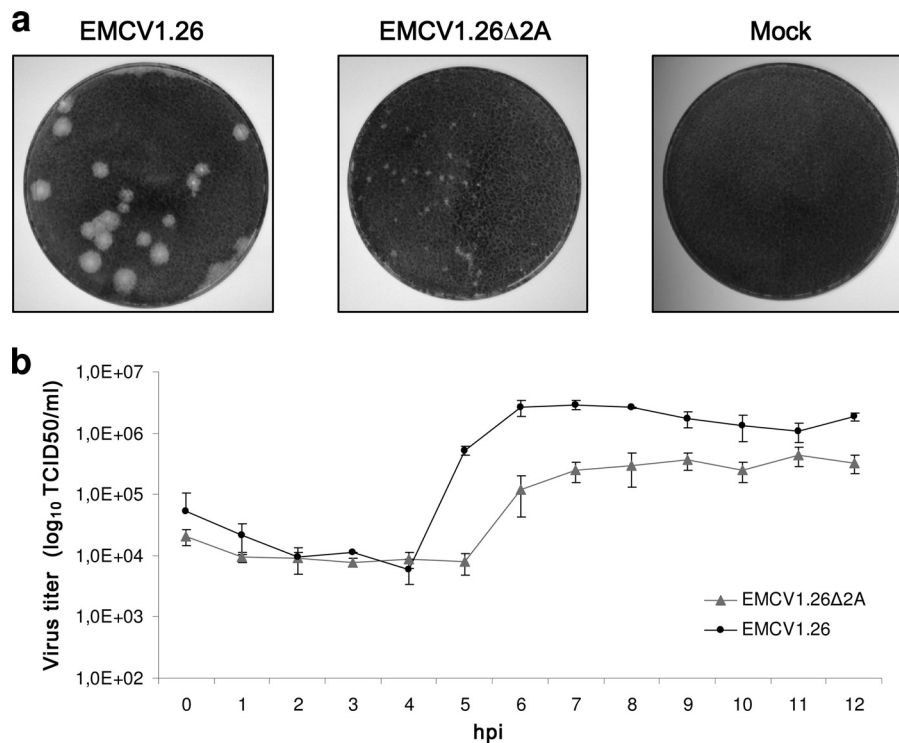 a
EMCV1.26 EMCV1.26Δ2A Mock
b
Virus titer (log10 TCID50/ml)
1,0E+07
1,0E+06
1,0E+05
1,0E+04
1,0E+03
1,0E+02
EMCV1.26Δ2A
EMCV1.26
0 1 2 3 4 5 6 7 8 9 10 11 12
hpi